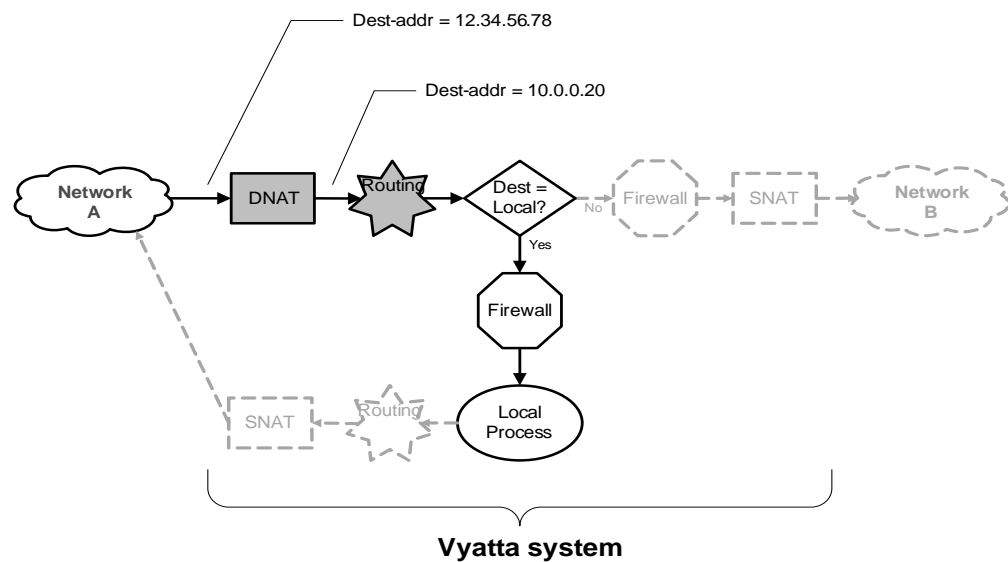 Dest-addr = 12.34.56.78
Dest-addr = 10.0.0.20
Network
A
DNAT
Routing
Dest =
Local?
No
Firewall
SNAT
Network
B
Yes
Firewall
SNAT
Routing
Local
Process
Vyatta system